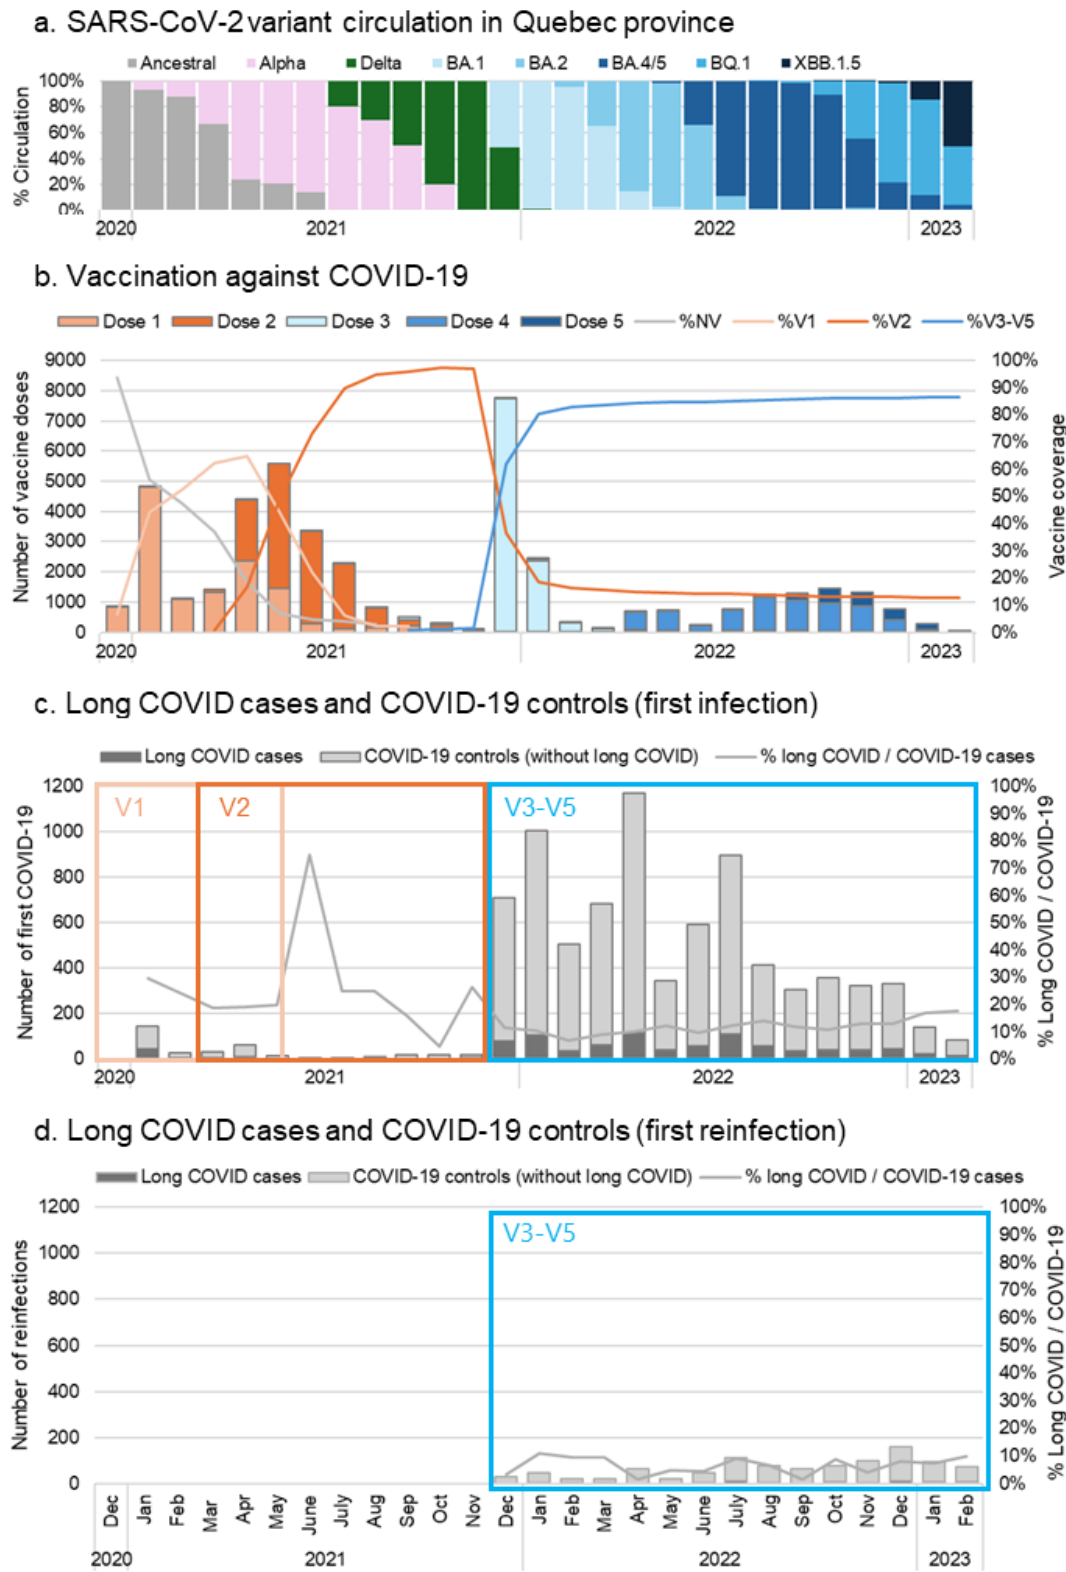 a. SARS-CoV-2 variant circulation in Quebec province
Ancestral Alpha Delta BA.1 BA.2 BA.4/5 BQ.1 XBB.1.5
% Circulation
100%
80%
60%
40%
20%
0%
2020 2021 2022 2023
b. Vaccination against COVID-19
Dose 1 Dose 2 Dose 3 Dose 4 Dose 5 %NV %V1 %V2 %V3-V5
Number of vaccine doses
9000 100%
8000 90%
7000 80%
6000 70%
5000 60%
4000 50%
3000 40%
2000 30%
1000 20%
0 10%
0%
Vaccine coverage
2020 2021 2022 2023
c. Long COVID cases and COVID-19 controls (first infection)
Long COVID cases COVID-19 controls (without long COVID) % long COVID / COVID-19 cases
Number of first COVID-19
1200 100%
1000 90%
800 80%
600 70%
400 60%
200 50%
0 40%
30%
20%
10%
0%
% Long COVID / COVID-19
V1 V2 V3-V5
2020 2021 2022 2023
d. Long COVID cases and COVID-19 controls (first reinfection)
Long COVID cases COVID-19 controls (without long COVID) % long COVID / COVID-19 cases
Number of reinfections
1200 100%
1000 90%
800 80%
600 70%
400 60%
200 50%
0 40%
30%
20%
10%
0%
% Long COVID / COVID-19
V3-V5
Dec Jan Feb Mar Apr May June July Aug Sep Oct Nov Dec Jan Feb Mar Apr May June July Aug Sep Oct Nov Dec Jan Feb
2020 2021 2022 2023